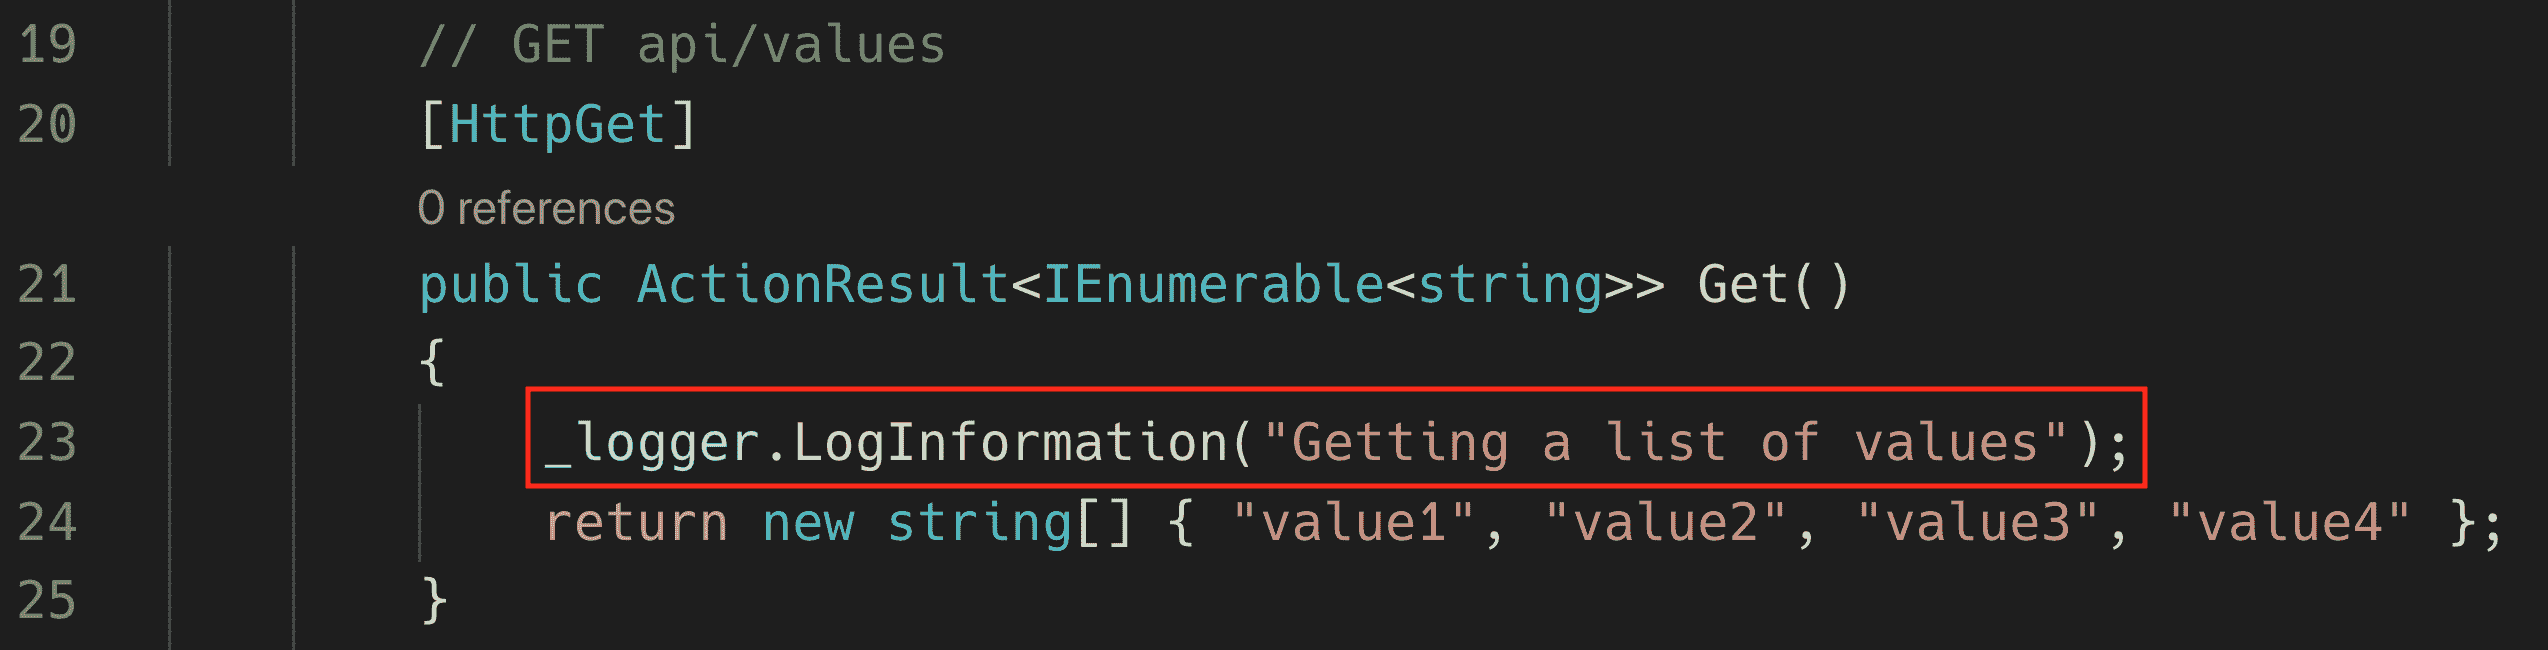 19 // GET api/values
20 [HttpGet]
0 references
21 public ActionResult<IEnumerable<string>> Get()
22 {
23 _logger.LogInformation("Getting a list of values");
24 return new string[] { "value1", "value2", "value3", "value4" };
25 }